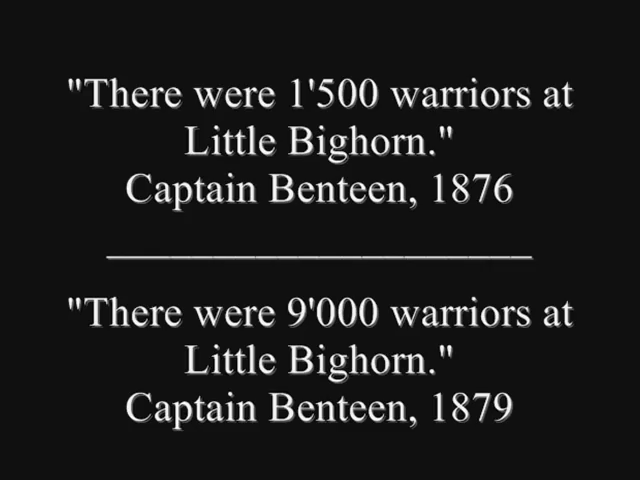 "There were 1'500 warriors at
Little Bighorn."
Captain Benteen, 1876
"There were 9'000 warriors at
Little Bighorn."
Captain Benteen, 1879